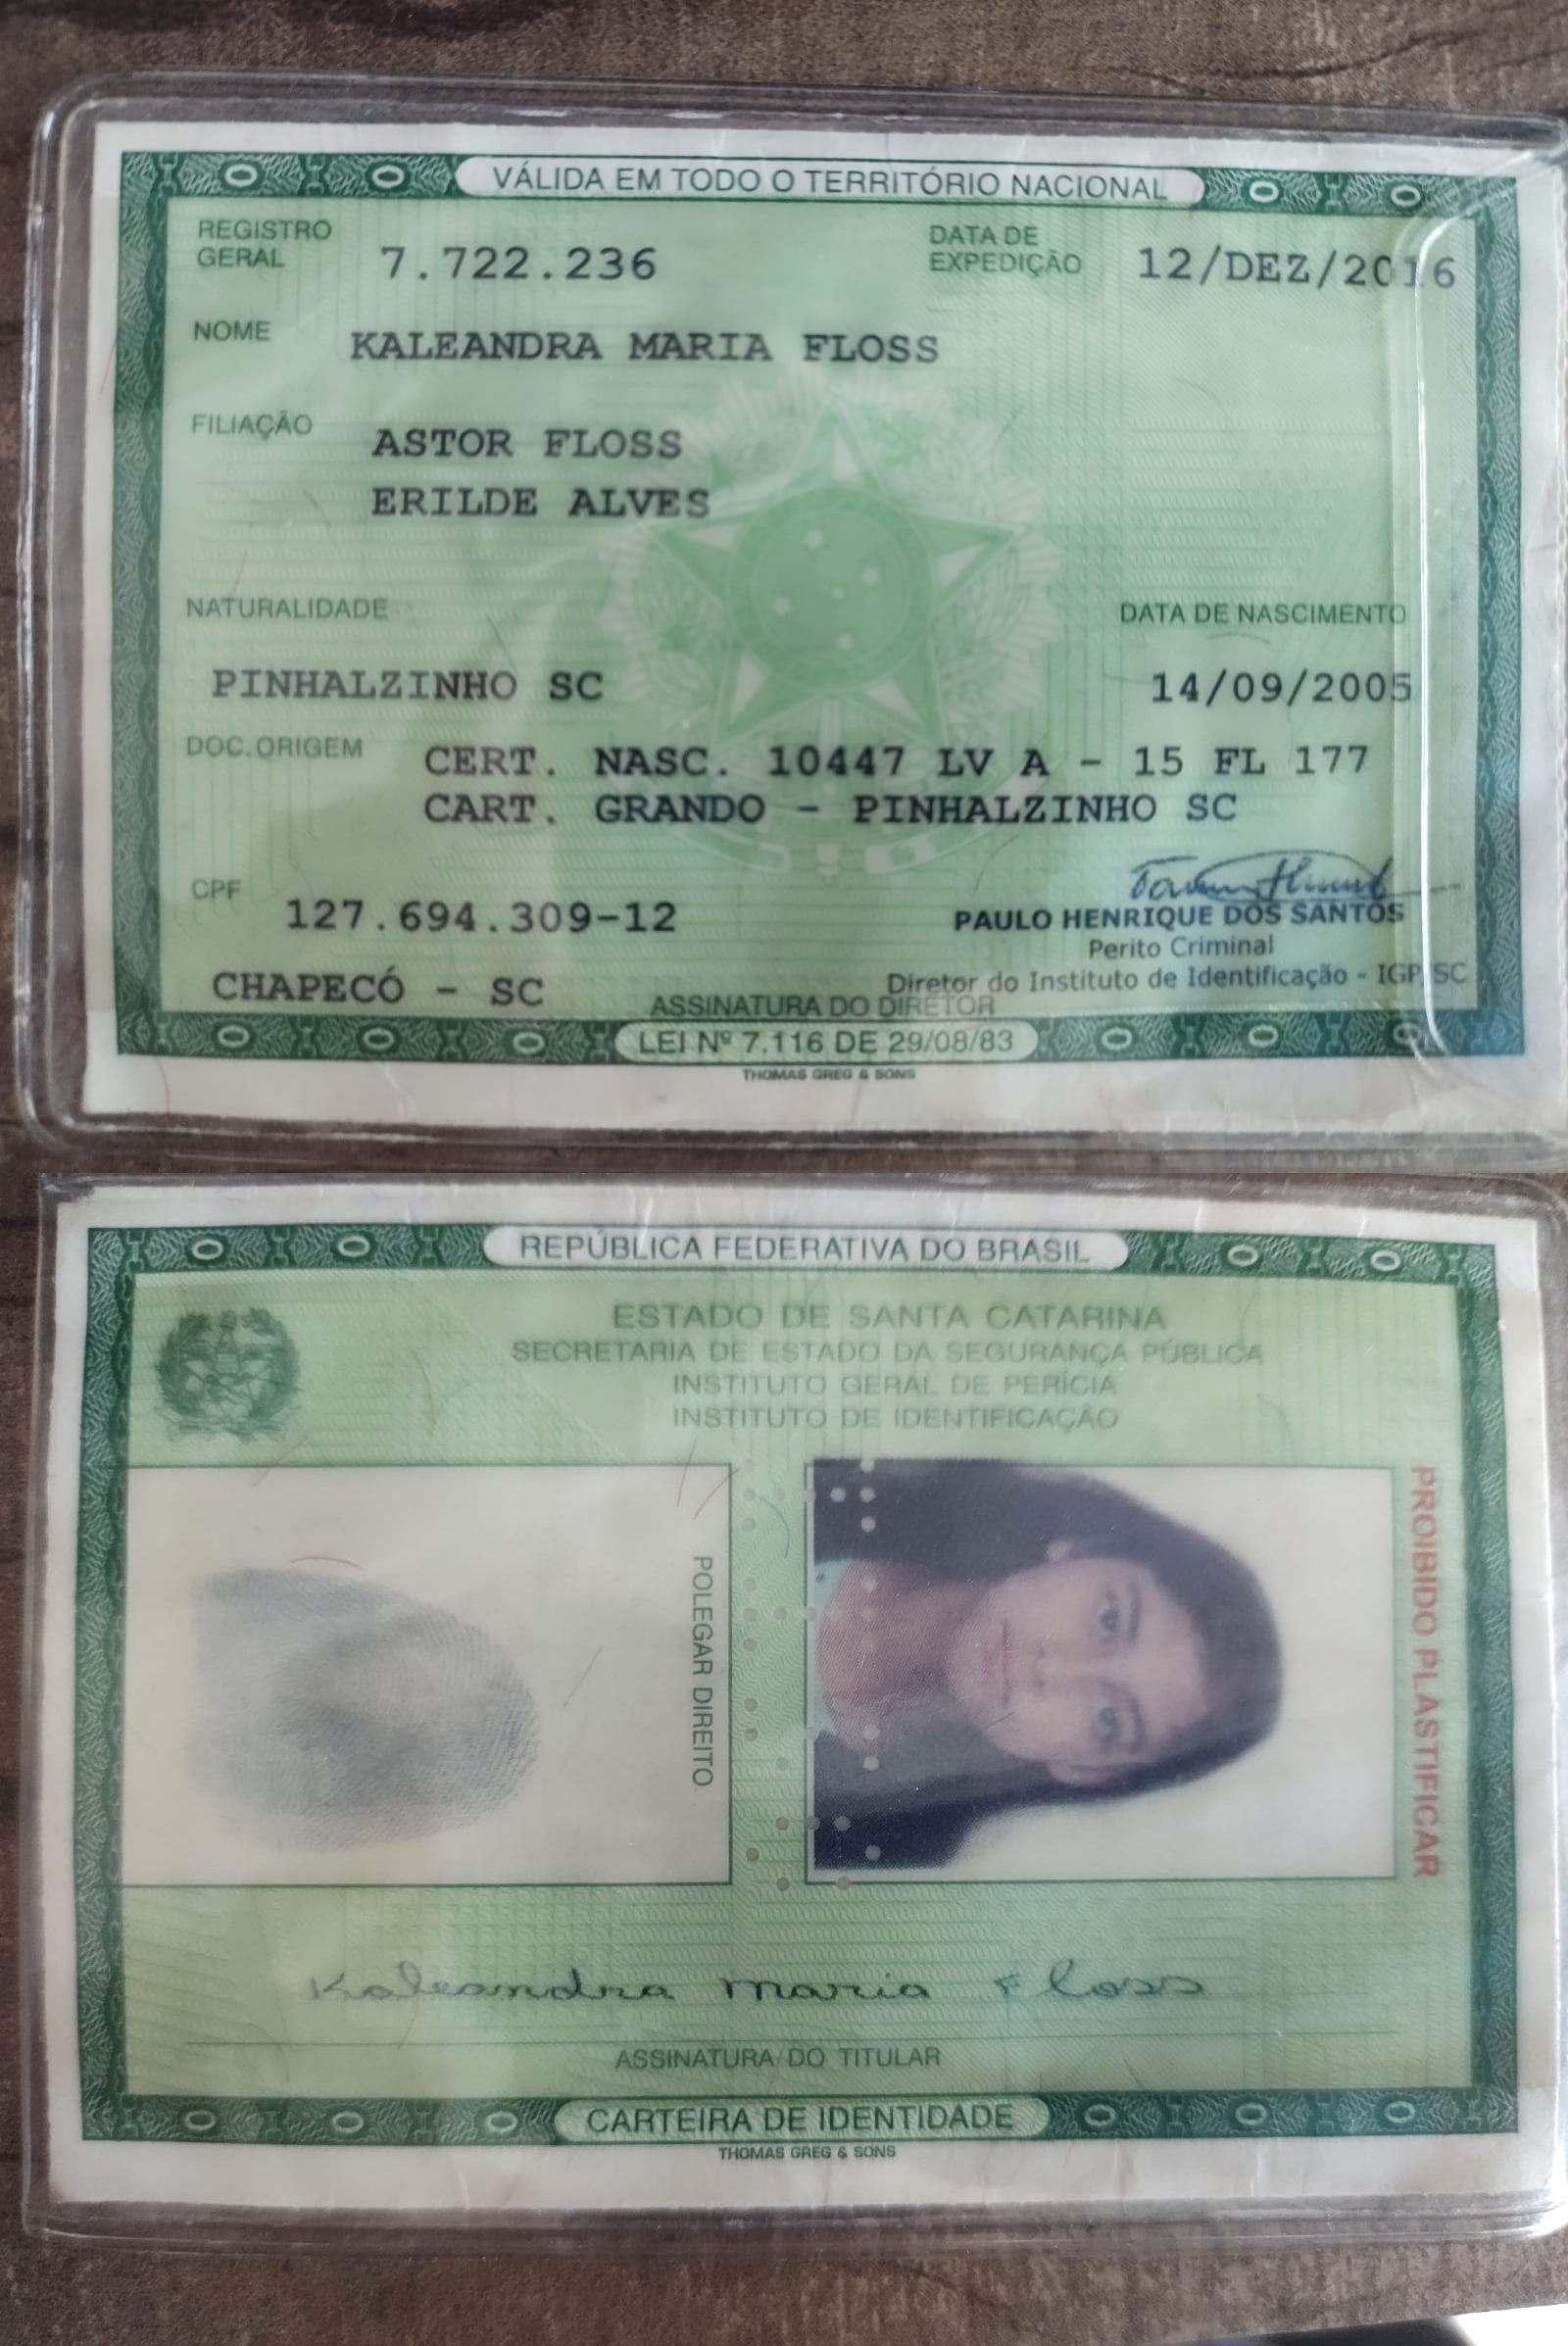 VÁLIDA EM TODO O TERRITÓRIO NACIONAL
REGISTRO GERAL 7.722.236 DATA DE EXPEDIÇÃO 12/DEZ/2016
NOME KALEANDRA MARIA FLOSS
FILIAÇÃO ASTOR FLOSS
ERILDE ALVES
NATURALIDADE DATA DE NASCIMENTO
PINHALZINHO SC 14/09/2005
DOC.ORIGEM CERT. NASC. 10447 LV A - 15 FL 177
CART. GRANDO - PINHALZINHO SC
CPF 127.694.309-12
PAULO HENRIQUE DOS SANTOS
Perito Criminal
Diretor do Instituto de Identificação - IGP/SC
CHAPECÓ - SC
ASSINATURA DO DIRETOR
LEI Nº 7.116 DE 29/08/83
THOMAS GREG & SONS
REPÚBLICA FEDERATIVA DO BRASIL
ESTADO DE SANTA CATARINA
SECRETARIA DE ESTADO DA SEGURANÇA PÚBLICA
INSTITUTO GERAL DE PERÍCIA
INSTITUTO DE IDENTIFICAÇÃO
POLEGAR DIREITO
PROIBIDO PLASTIFICAR
Kaleandra Maria Floss
ASSINATURA DO TITULAR
CARTEIRA DE IDENTIDADE
THOMAS GREG & SONS